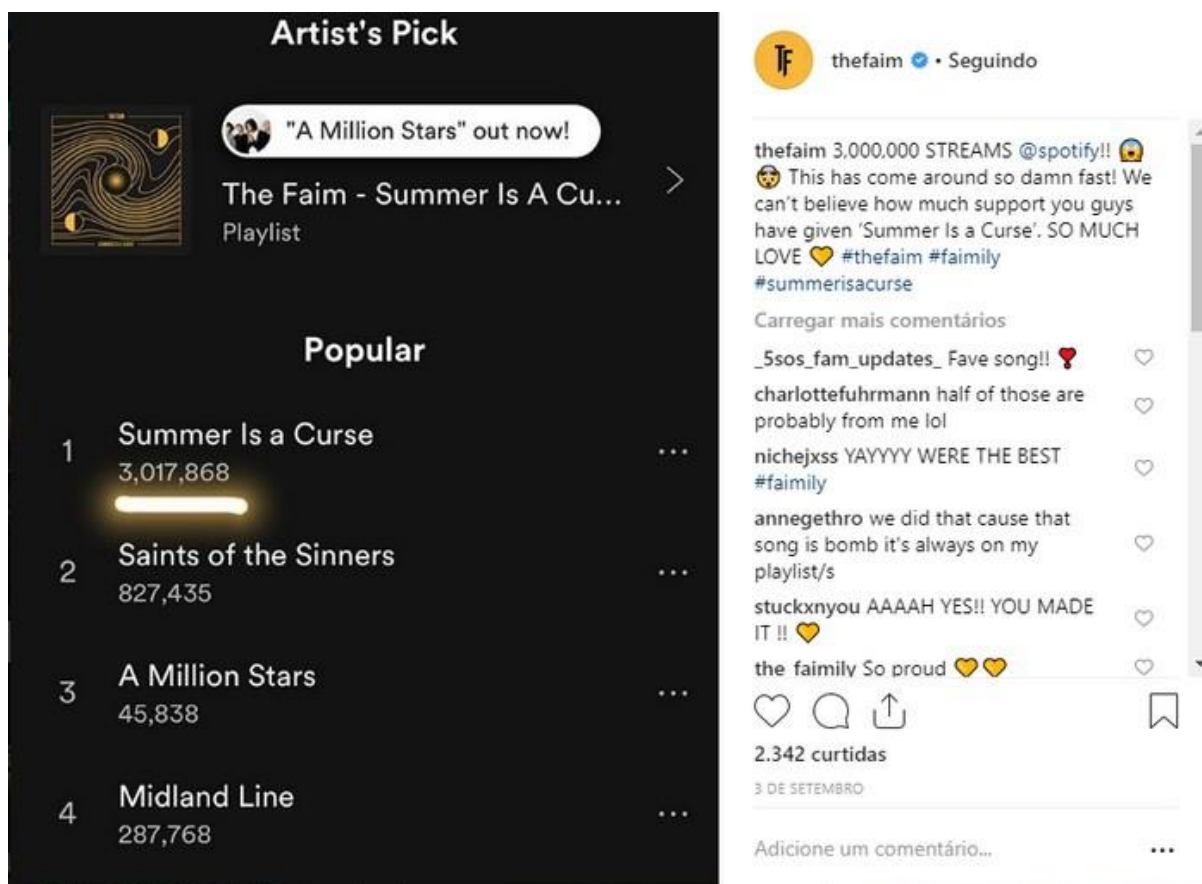 Artist's Pick
"A Million Stars" out now!
The Faim - Summer Is A Cu...
Playlist
Popular
1
Summer Is a Curse
3,017,868
2
Saints of the Sinners
827,435
3
A Million Stars
45,838
4
Midland Line
287,768
TF
thefaim • Seguindo
thefaim 3,000,000 STREAMS @spotify!! 😱
🤯 This has come around so damn fast! We
can't believe how much support you guys
have given 'Summer Is a Curse'. SO MUCH
LOVE 💛 #thefaim #faimily
#summerisacurse
Carregar mais comentários
_5sos_fam_updates_ Fave song!! ❣️
charlottefuhrmann half of those are
probably from me lol
nichejxss YAYYYY WERE THE BEST
#faimily
annegethro we did that cause that
song is bomb it's always on my
playlist/s
stuckxnyou AAAAH YES!! YOU MADE
IT !! 💛
the faimily So proud 💛💛
2.342 curtidas
3 DE SETEMBRO
Adicione um comentário...